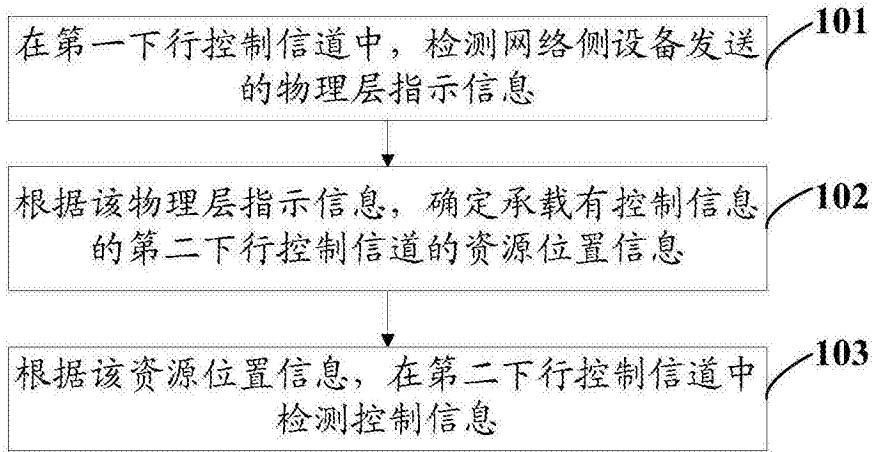 在第一下行控制信道中，检测网络侧设备发送
的物理层指示信息
101
根据该物理层指示信息，确定承载有控制信息
的第二下行控制信道的资源位置信息
102
根据该资源位置信息，在第二下行控制信道中
检测控制信息
103